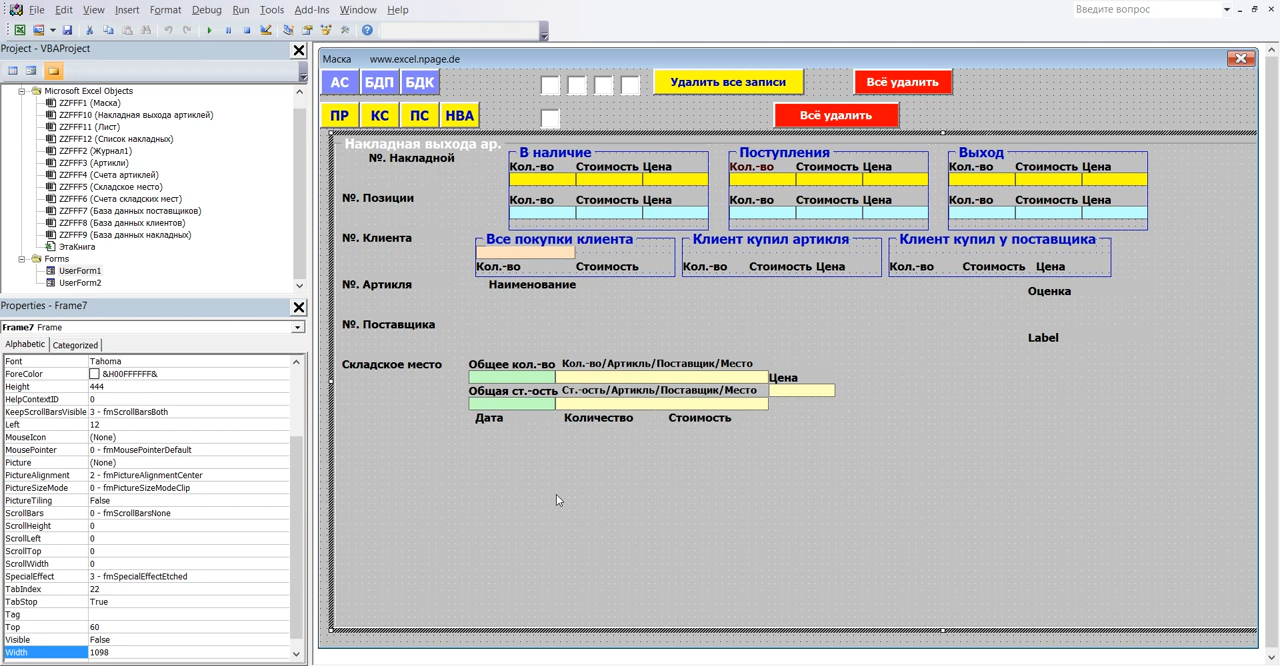 File Edit View Insert Format Debug Run Tools Add-Ins Window Help
Введите вопрос
Project - VBAProject
Microsoft Excel Objects
ZZFFF1 (Маска)
ZZFFF10 (Накладная выхода артиклей)
ZZFFF11 (Лист)
ZZFFF12 (Список накладных)
ZZFFF2 (Журнал1)
ZZFFF3 (Артикли)
ZZFFF4 (Счета артиклей)
ZZFFF5 (Складское место)
ZZFFF6 (Счета складских мест)
ZZFFF7 (База данных поставщиков)
ZZFFF8 (База данных клиентов)
ZZFFF9 (База данных накладных)
ЭтаКнига
Forms
UserForm1
UserForm2
Properties - Frame7
Frame7 Frame
Alphabetic Categorized
Font Tahoma
ForeColor &H00FFFFFF&
Height 444
HelpContextID 0
KeepScrollBarsVisible 3 - fmScrollBarsBoth
Left 12
MouseIcon (None)
MousePointer 0 - fmMousePointerDefault
Picture (None)
PictureAlignment 2 - fmPictureAlignmentCenter
PictureSizeMode 0 - fmPictureSizeModeClip
PictureTiling False
ScrollBars 0 - fmScrollBarsNone
ScrollHeight 0
ScrollLeft 0
ScrollTop 0
ScrollWidth 0
SpecialEffect 3 - fmSpecialEffectEtched
TabIndex 22
TabStop True
Tag
Top 60
Visible False
Width 1098
Маска www.excel.npage.de
АС БДП БДК Удалить все записи Всё удалить
ПР КС ПС НВА Всё удалить
Накладная выхода ар.
№. Накладной
В наличие Поступления Выход
Кол.-во Стоимость Цена Кол.-во Стоимость Цена Кол.-во Стоимость Цена
№. Позиции
Кол.-во Стоимость Цена Кол.-во Стоимость Цена Кол.-во Стоимость Цена
№. Клиента
Все покупки клиента Клиент купил артикля Клиент купил у поставщика
Кол.-во Стоимость Кол.-во Стоимость Цена Кол.-во Стоимость Цена
№. Артикля Наименование Оценка
№. Поставщика Label
Складское место Общее кол.-во Кол.-во/Артикль/Поставщик/Место
Цена
Общая ст.-ость Ст.-ость/Артикль/Поставщик/Место
Дата Количество Стоимость